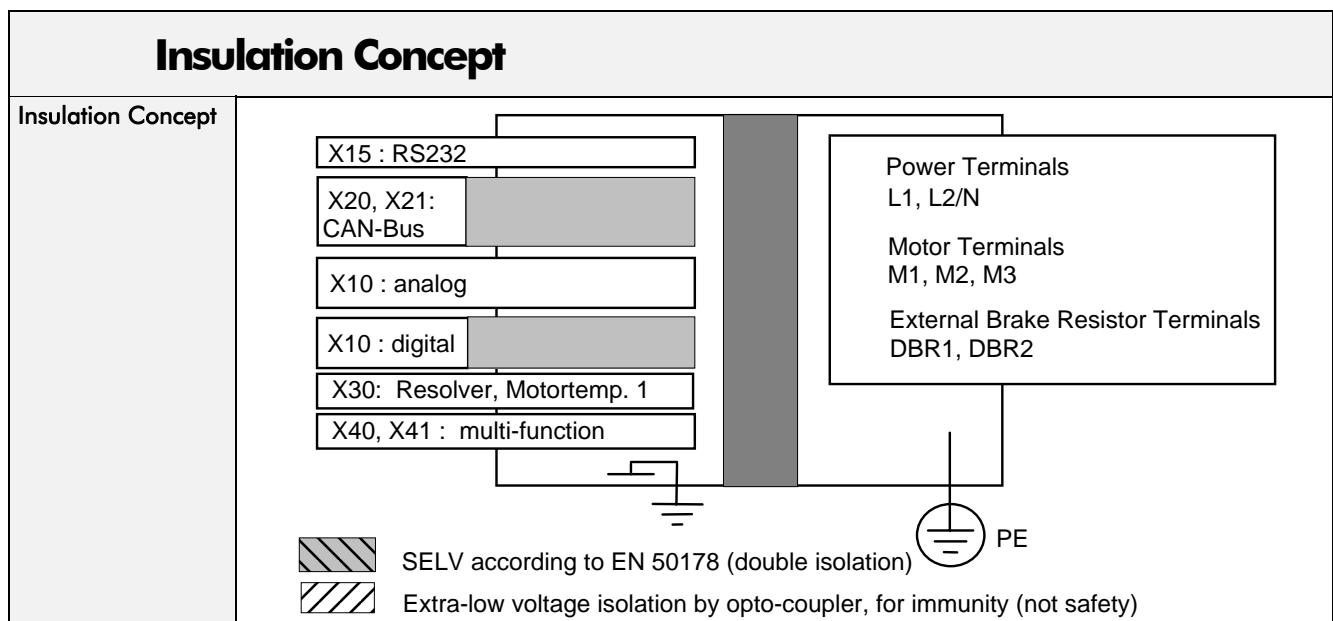 Insulation Concept
Insulation Concept
X15 : RS232
X20, X21:
CAN-Bus
X10 : analog
X10 : digital
X30: Resolver, Motortemp. 1
X40, X41 : multi-function
Power Terminals
L1, L2/N
Motor Terminals
M1, M2, M3
External Brake Resistor Terminals
DBR1, DBR2
PE
SELV according to EN 50178 (double isolation)
Extra-low voltage isolation by opto-coupler, for immunity (not safety)